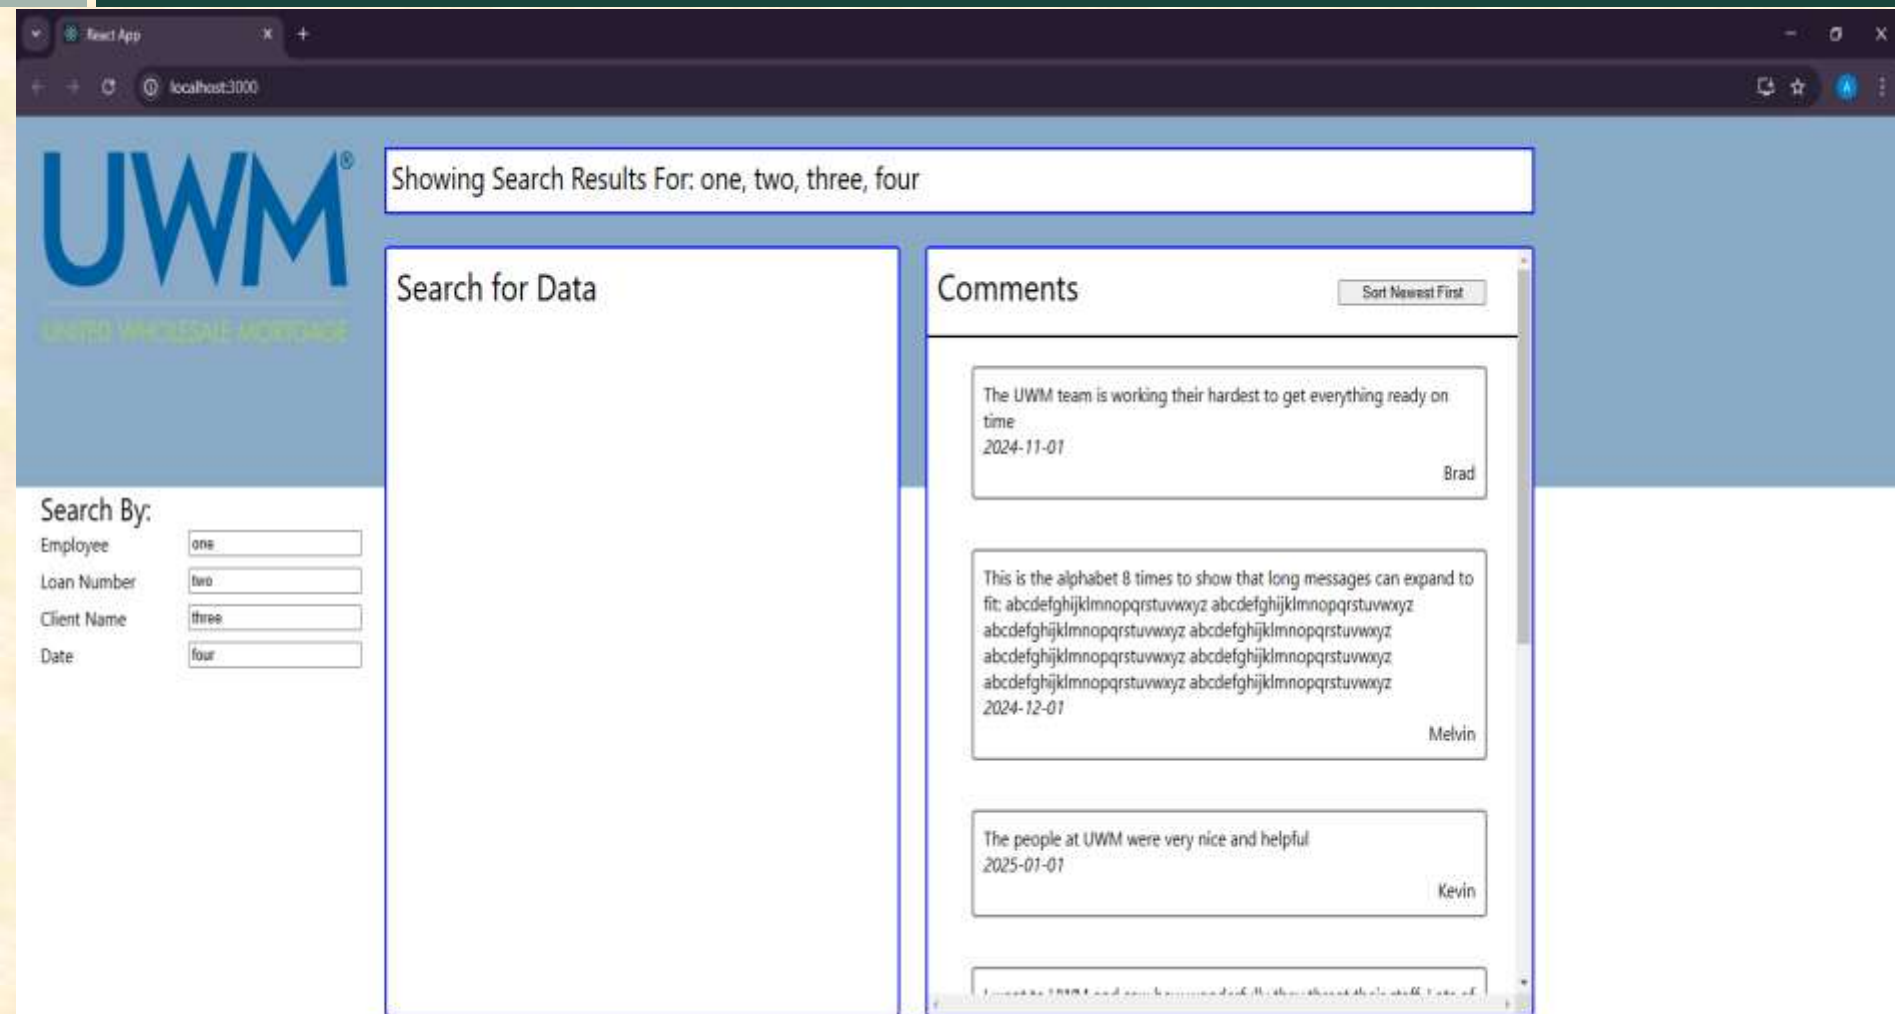 React App
localhost:3000
A
UWM®
UNITED WHOLESALE MORTGAGE
Showing Search Results For: one, two, three, four
Search for Data
Comments
Sort Newest First
The UWM team is working their hardest to get everything ready on
time
2024-11-01
Brad
This is the alphabet 8 times to show that long messages can expand to
fit: abcdefghijklmnopqrstuvwxyz abcdefghijklmnopqrstuvwxyz
abcdefghijklmnopqrstuvwxyz abcdefghijklmnopqrstuvwxyz
abcdefghijklmnopqrstuvwxyz abcdefghijklmnopqrstuvwxyz
abcdefghijklmnopqrstuvwxyz abcdefghijklmnopqrstuvwxyz
2024-12-01
Melvin
The people at UWM were very nice and helpful
2025-01-01
Kevin
Search By:
Employee one
Loan Number two
Client Name three
Date four